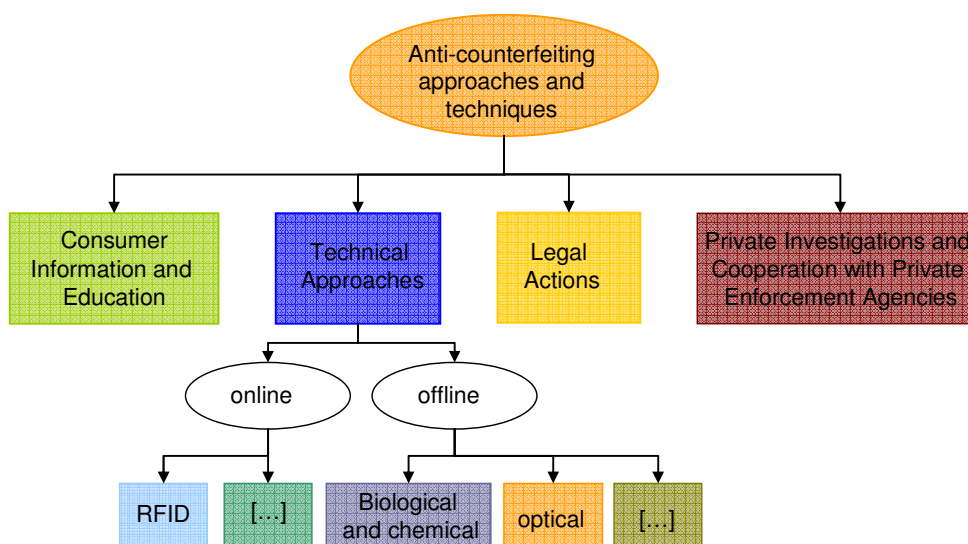 Anti-counterfeiting
approaches and
techniques
Consumer
Information and
Education
Technical
Approaches
Legal
Actions
Private Investigations and
Cooperation with Private
Enforcement Agencies
online
offline
RFID
[...]
Biological
and chemical
optical
[...]